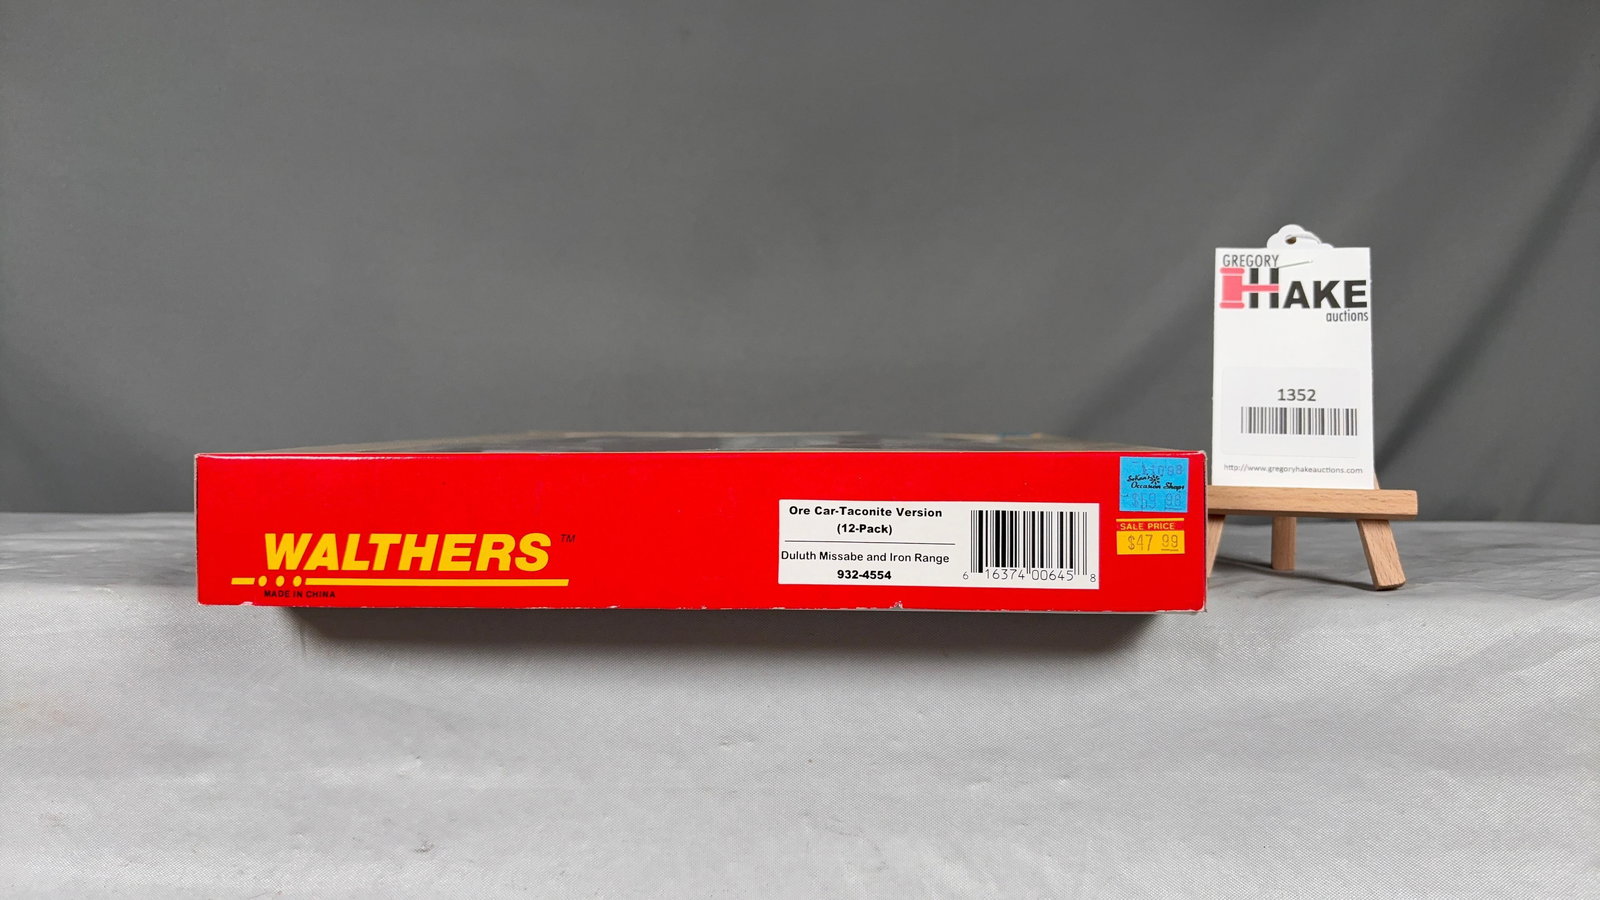 GREGORY
HAKE
auctions
1352
http://www.gregoryhakeauctions.com
WALTHERS TM
MADE IN CHINA
Ore Car-Taconite Version
(12-Pack)
Duluth Missabe and Iron Range
932-4554
6 16374 00645 8
Occasion Shops
SALE PRICE
$47 99